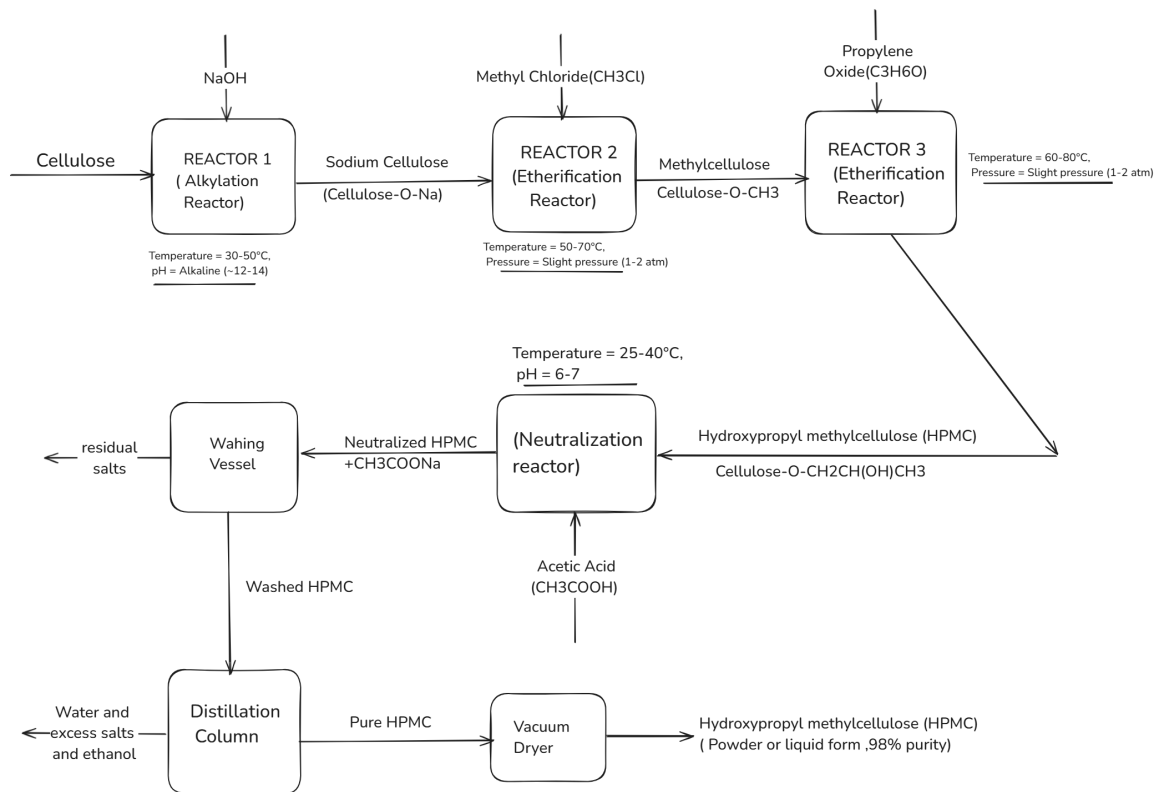 NaOH
Methyl Chloride(CH3Cl)
Propylene
Oxide(C3H6O)
Cellulose
REACTOR 1
( Alkylation
Reactor)
Sodium Cellulose
(Cellulose-O-Na)
REACTOR 2
(Etherification
Reactor)
Methylcellulose
Cellulose-O-CH3
REACTOR 3
(Etherification
Reactor)
Temperature = 60-80°C,
Pressure = Slight pressure (1-2 atm)
Temperature = 30-50°C,
pH = Alkaline (~12-14)
Temperature = 50-70°C,
Pressure = Slight pressure (1-2 atm)
Temperature = 25-40°C,
pH = 6-7
residual
salts
Wahing
Vessel
Neutralized HPMC
+CH3COONa
(Neutralization
reactor)
Hydroxypropyl methylcellulose (HPMC)
Cellulose-O-CH2CH(OH)CH3
Acetic Acid
(CH3COOH)
Washed HPMC
Water and
excess salts
and ethanol
Distillation
Column
Pure HPMC
Vacuum
Dryer
Hydroxypropyl methylcellulose (HPMC)
( Powder or liquid form ,98% purity)